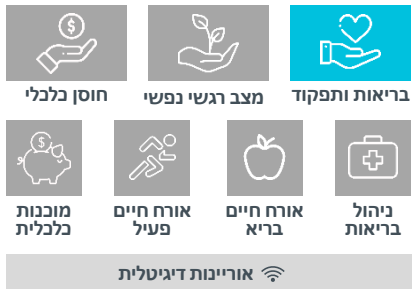 בריאות ותפקוד
מצב רגשי נפשי
חוסן כלכלי
$
ניהול
בריאות
אורח חיים
בריא
אורח חיים
פעיל
מוכנות
כלכלית
$
אוריינות דיגיטלית